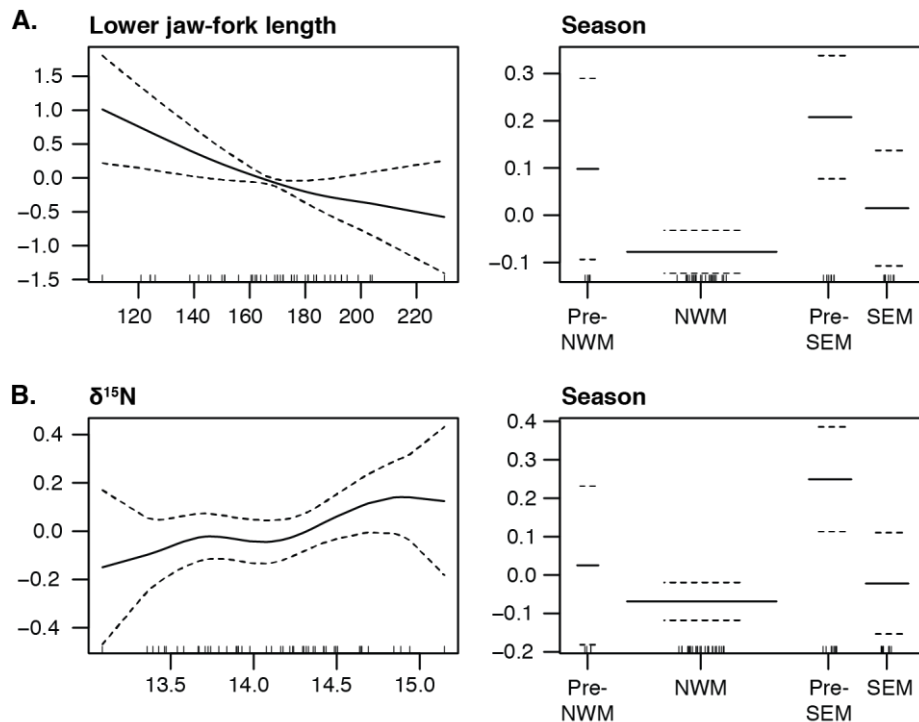 A.
Lower jaw-fork length
Season
1.5
1.0
0.5
0.0
−0.5
−1.0
−1.5
120 140 160 180 200 220
0.3
0.2
0.1
0.0
−0.1
Pre-
NWM
NWM
Pre-
SEM
SEM
B.
δ¹⁵N
Season
0.4
0.2
0.0
−0.2
−0.4
13.5 14.0 14.5 15.0
0.4
0.3
0.2
0.1
0.0
−0.1
−0.2
Pre-
NWM
NWM
Pre-
SEM
SEM